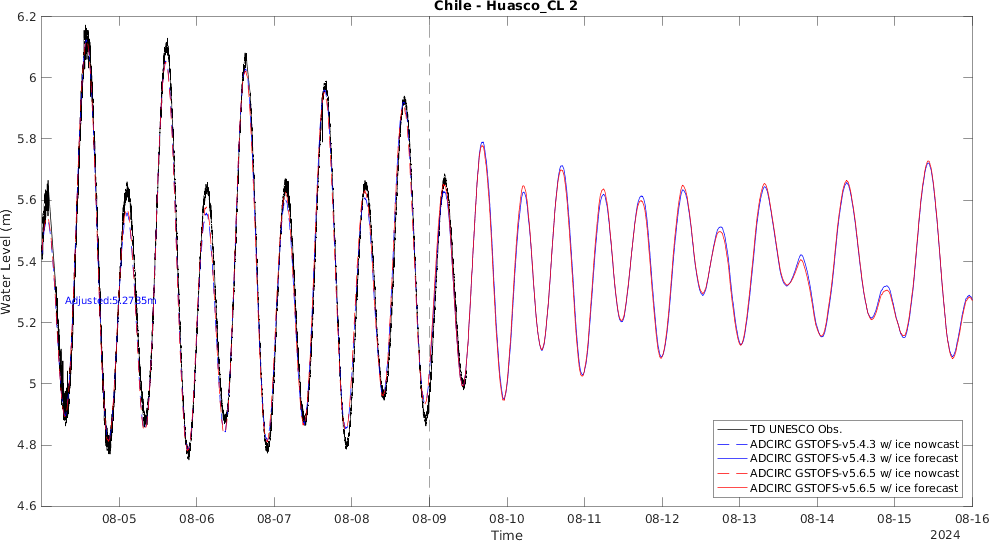 Chile - Huasco_CL 2
6.2
6
5.8
5.6
5.4
5.2
5
4.8
4.6
Water Level (m)
Adjusted:5.2785m
08-05 08-06 08-07 08-08 08-09 08-10 08-11 08-12 08-13 08-14 08-15 08-16
Time
2024
TD UNESCO Obs.
ADCIRC GSTOFS-v5.4.3 w/ ice nowcast
ADCIRC GSTOFS-v5.4.3 w/ ice forecast
ADCIRC GSTOFS-v5.6.5 w/ ice nowcast
ADCIRC GSTOFS-v5.6.5 w/ ice forecast